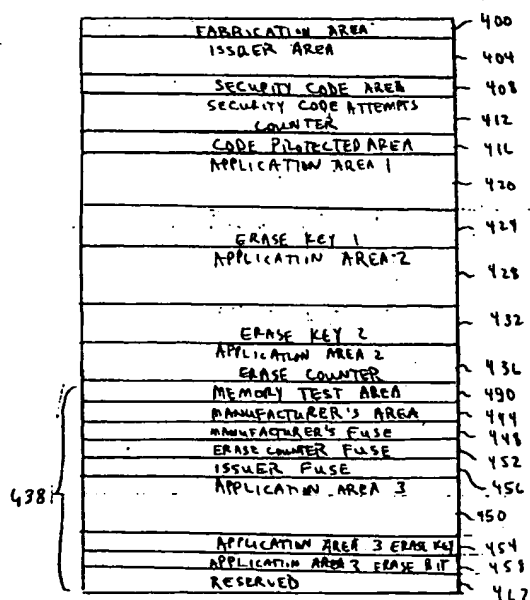 FABRICATION AREA 400
ISSUER AREA
404
SECURITY CODE AREA 408
SECURITY CODE ATTEMPTS
COUNTER 412
CODE PROTECTED AREA 416
APPLICATION AREA 1
420
424
ERASE KEY 1
APPLICATION AREA 2
428
432
ERASE KEY 2
APPLICATION AREA 2
ERASE COUNTER 436
MEMORY TEST AREA 440
MANUFACTURER'S AREA 444
MANUFACTURER'S FUSE 448
ERASE COUNTER FUSE 452
ISSUER FUSE 456
APPLICATION AREA 3
438
450
APPLICATION AREA 3 ERASE KEY 454
APPLICATION AREA 3 ERASE BIT 458
RESERVED 462